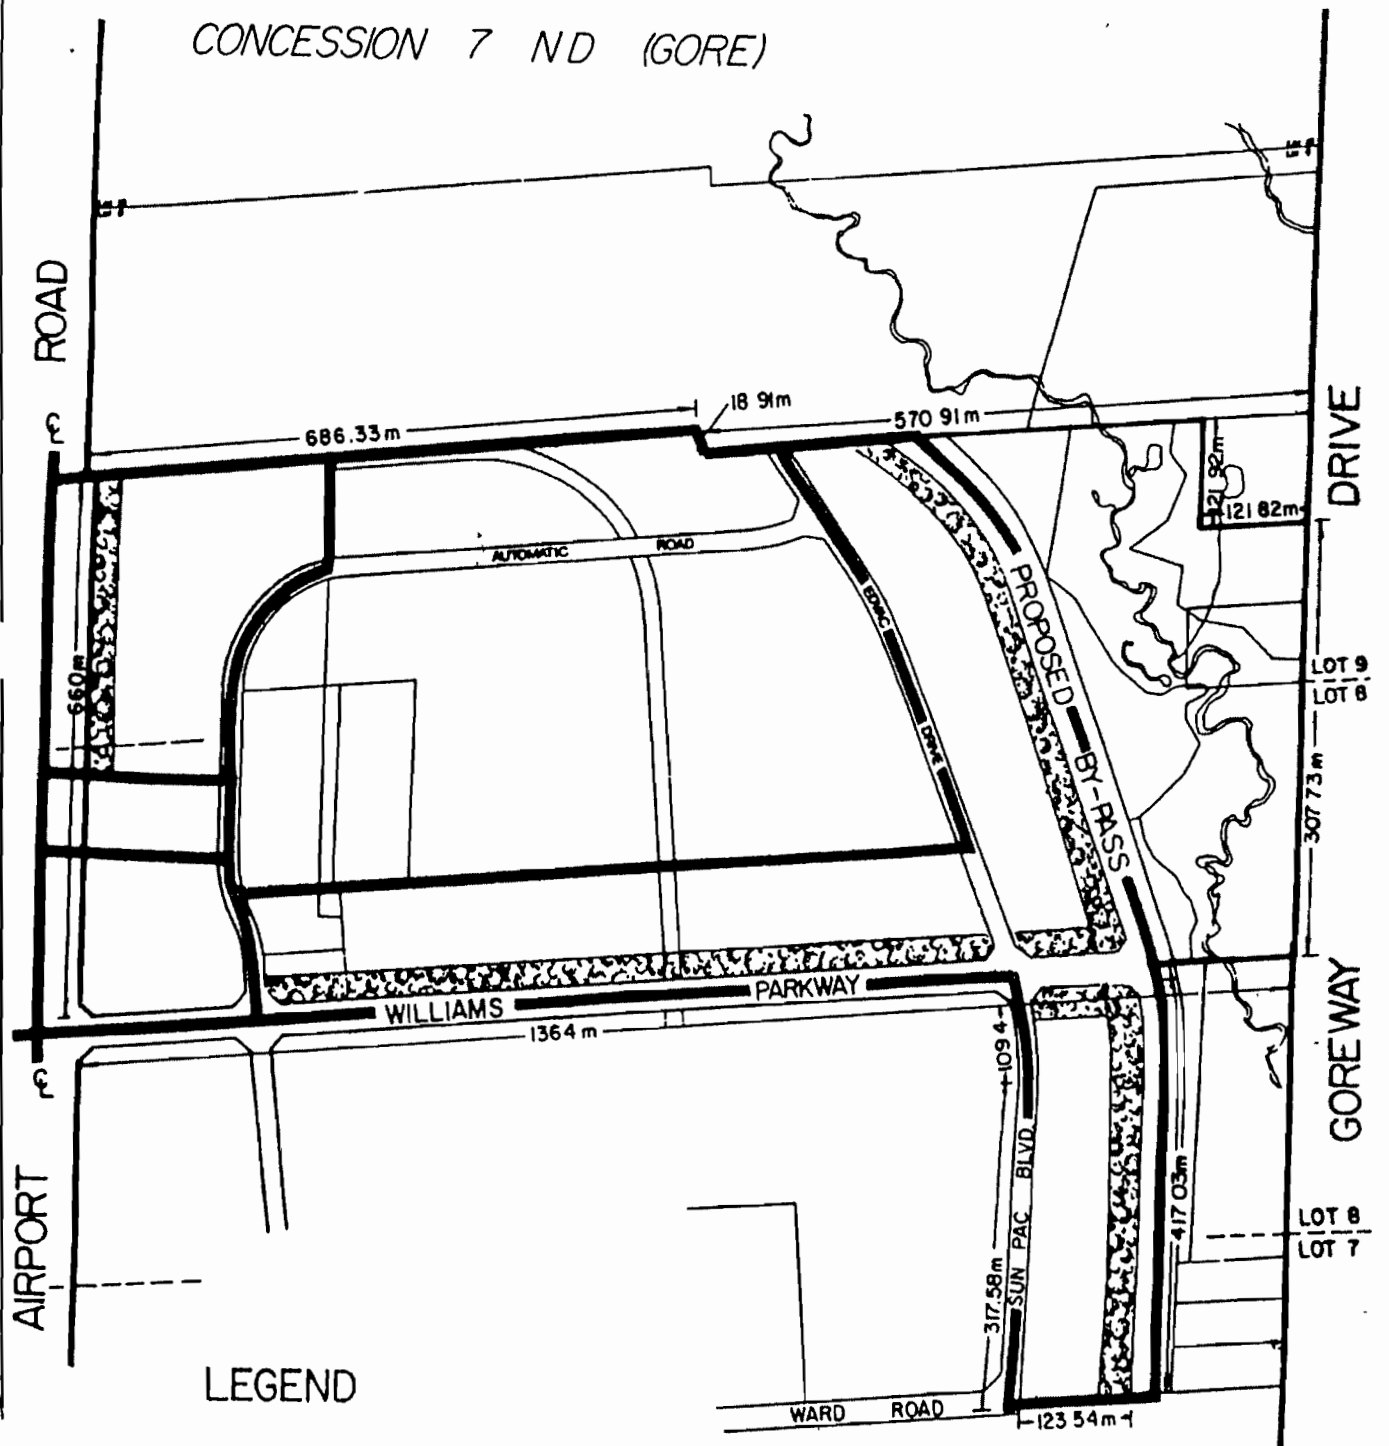 CONCESSION 7 ND (GORE)
ROAD
DRIVE
18 91m
570 91m
686.33m
121 92m
121 82m
AUTOMATIC ROAD
EDVAC
DRIVE
PROPOSED
BY-PASS
660m
LOT 9
LOT 8
307 73m
WILLIAMS PARKWAY
1364 m
109 4
GOREWAY
AIRPORT
SUN PAC BLVD
317.58m
417 03m
LOT 8
LOT 7
LEGEND
WARD ROAD
123 54m